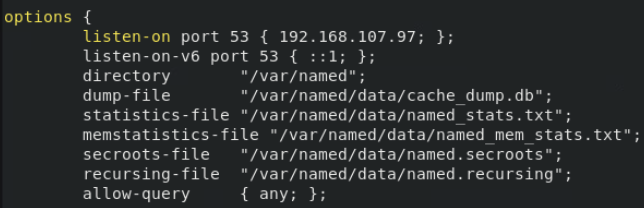 options {
        listen-on port 53 { 192.168.107.97; };
        listen-on-v6 port 53 { ::1; };
        directory       "/var/named";
        dump-file       "/var/named/data/cache_dump.db";
        statistics-file "/var/named/data/named_stats.txt";
        memstatistics-file "/var/named/data/named_mem_stats.txt";
        secroots-file   "/var/named/data/named.secroots";
        recursing-file  "/var/named/data/named.recursing";
        allow-query     { any; };